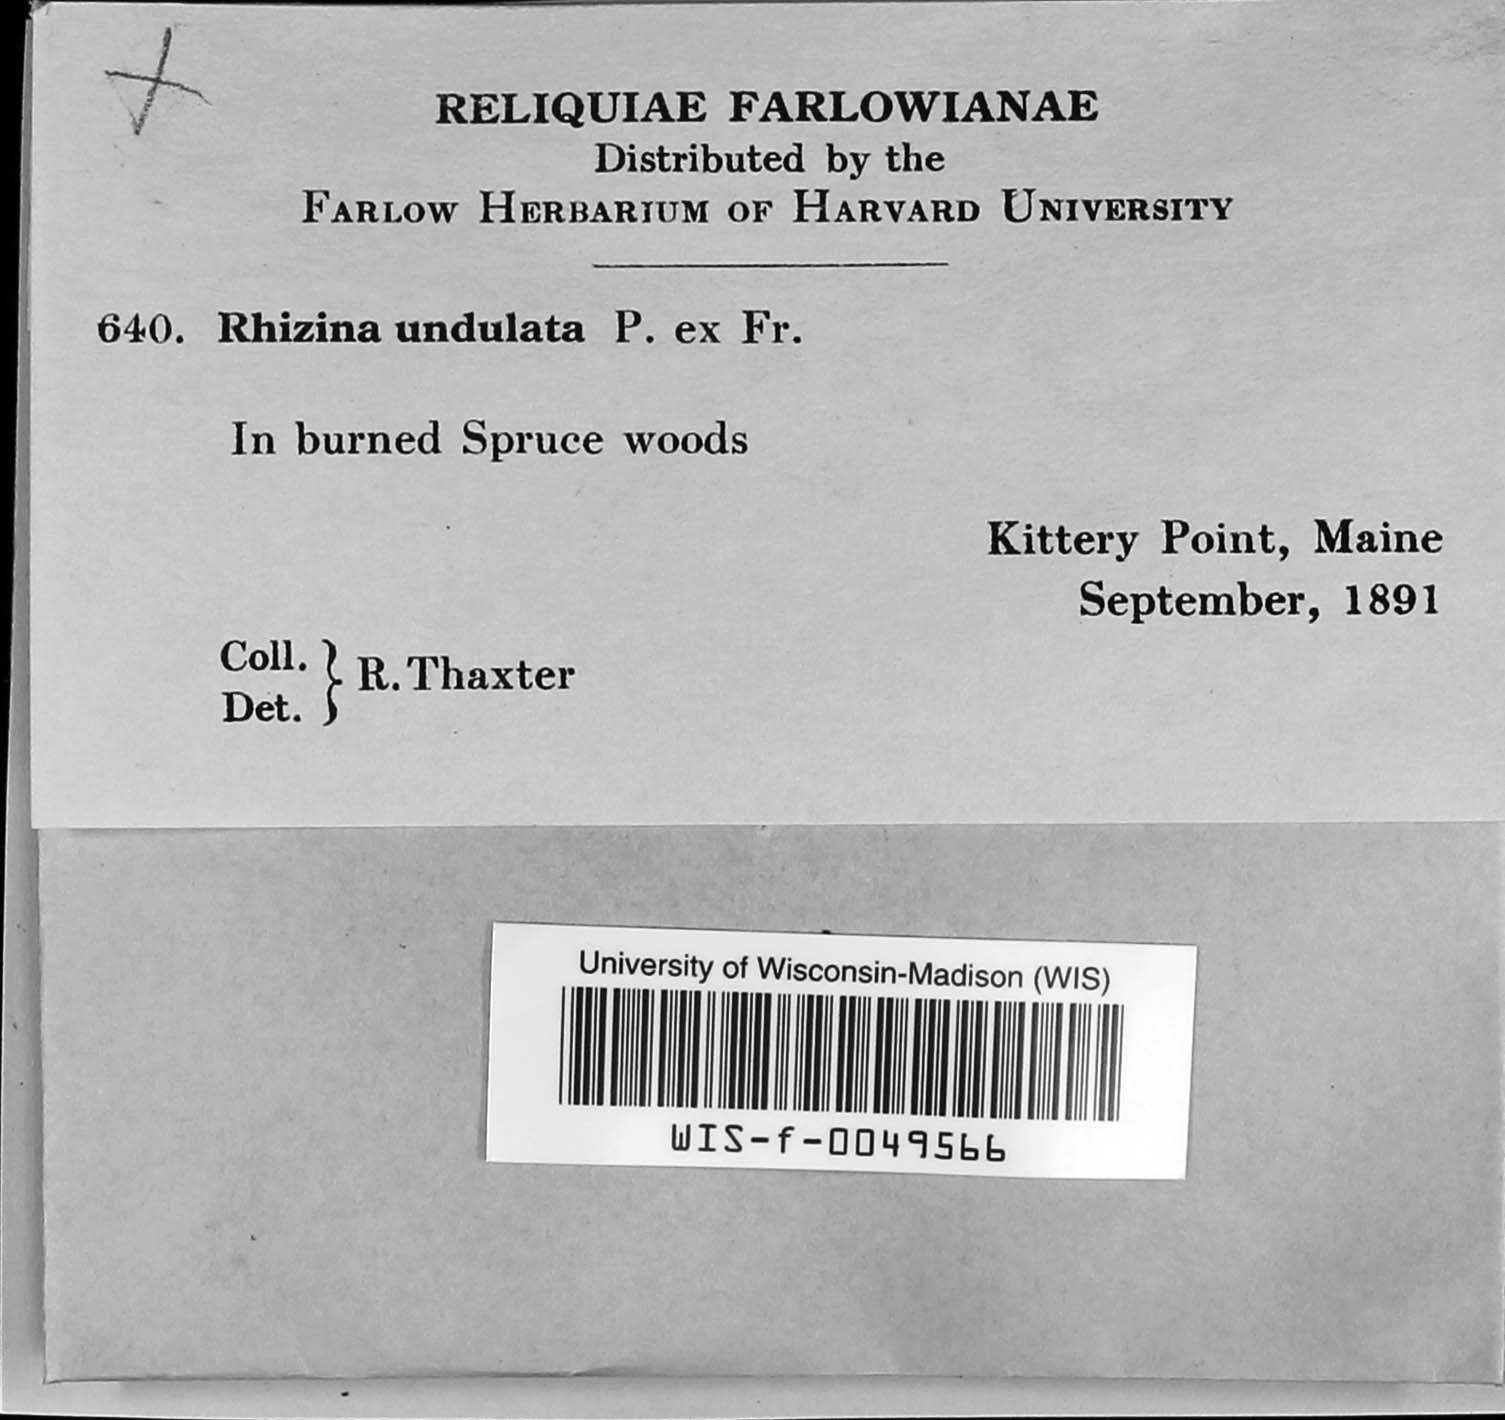 RELIQUIAE FARLOWIANAE
Distributed by the
FARLOW HERBARIUM OF HARVARD UNIVERSITY
640. Rhizina undulata P. ex Fr.
In burned Spruce woods
Kittery Point, Maine
September, 1891
Coll.
Det. } R. Thaxter
University of Wisconsin-Madison (WIS)
WIS-f-0049566